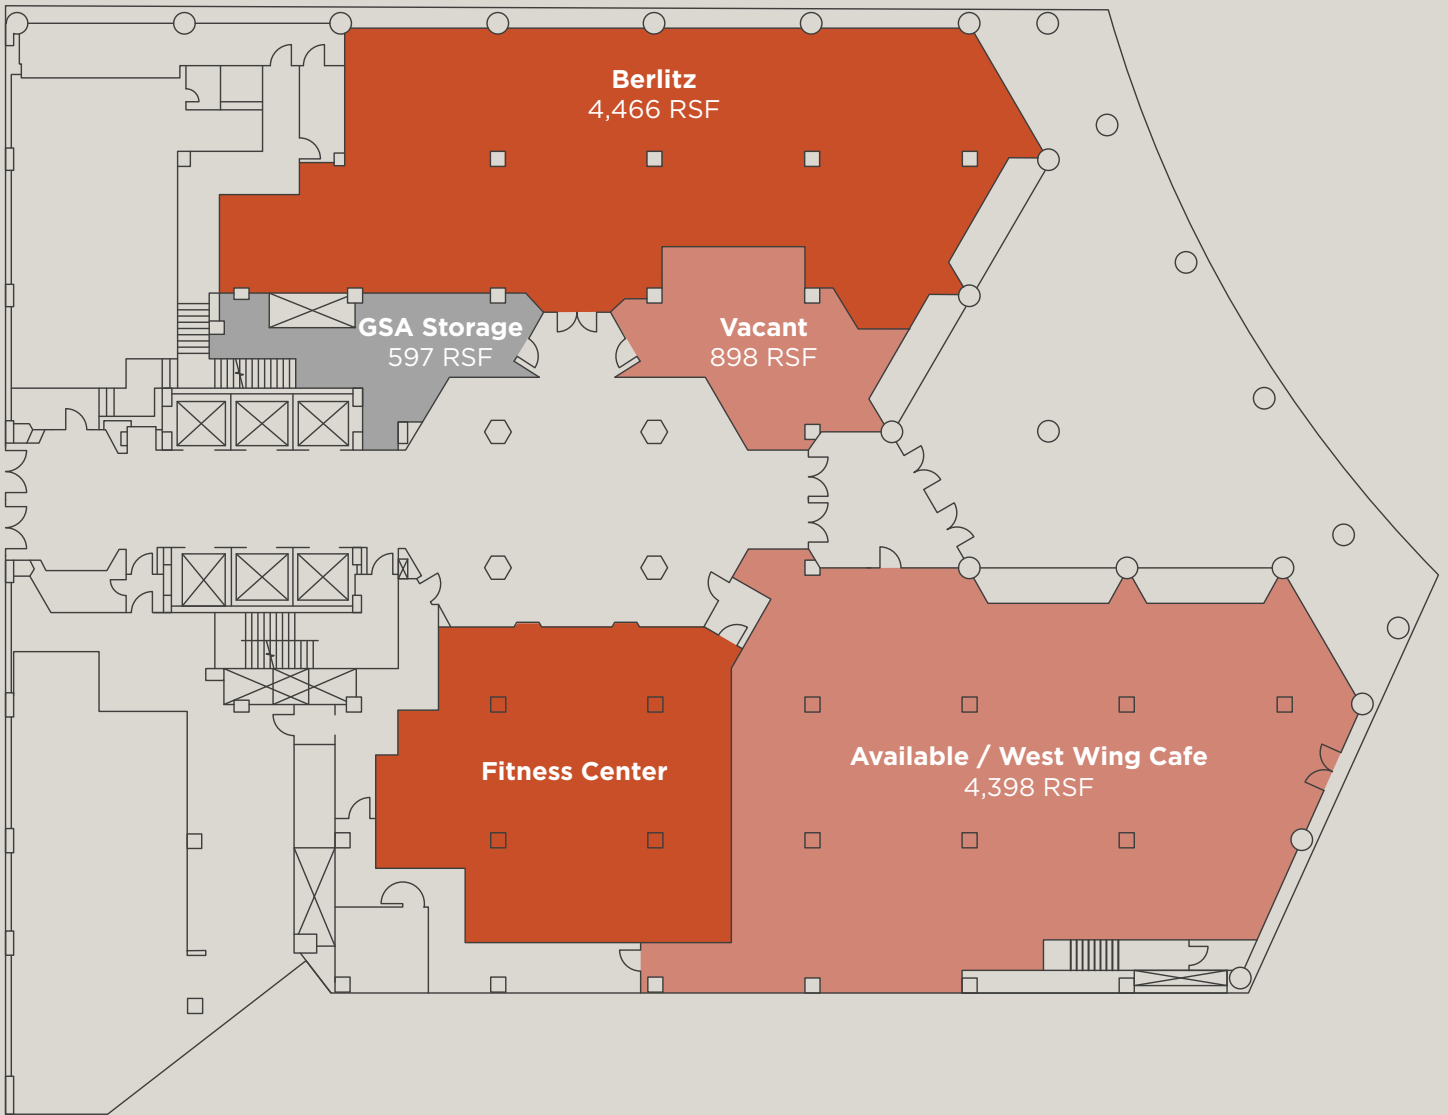 Berlitz
4,466 RSF
GSA Storage
597 RSF
Vacant
898 RSF
Fitness Center
Available / West Wing Cafe
4,398 RSF